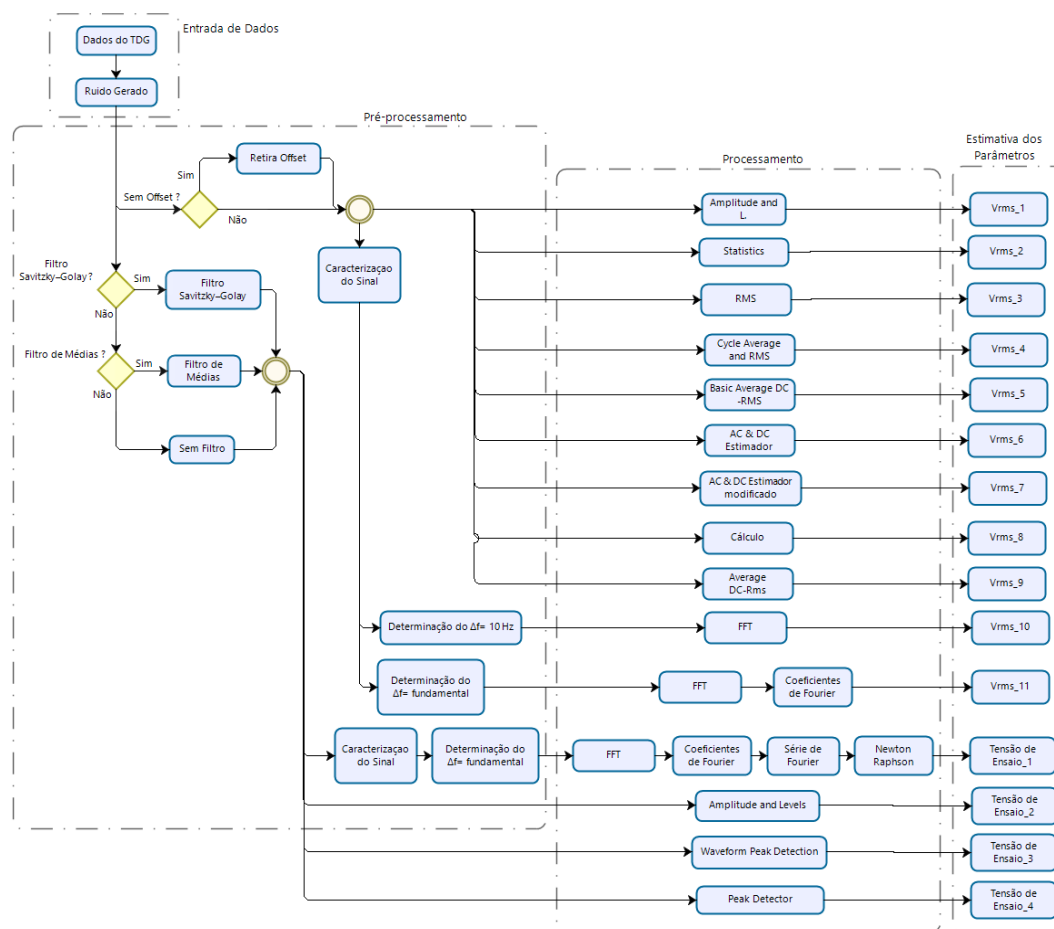 Entrada de Dados
Dados do TDG
Ruido Gerado
Pré-processamento
Sem Offset ?
Sim
Não
Retira Offset
Caracterizaçao
do Sinal
Filtro
Savitzky–Golay?
Sim
Não
Filtro
Savitzky–Golay
Filtro de Médias ?
Sim
Não
Filtro de
Médias
Sem Filtro
Determinação do Δf= 10 Hz
Determinação do
Δf= fundamental
Caracterizaçao
do Sinal
Determinação do
Δf= fundamental
Processamento
Amplitude and
L.
Statistics
RMS
Cycle Average
and RMS
Basic Average DC
-RMS
AC & DC
Estimador
AC & DC Estimador
modificado
Cálculo
Average
DC-Rms
FFT
FFT
Coeficientes
de Fourier
FFT
Coeficientes
de Fourier
Série de
Fourier
Newton
Raphson
Amplitude and Levels
Waveform Peak Detection
Peak Detector
Estimativa dos
Parâmetros
Vrms_1
Vrms_2
Vrms_3
Vrms_4
Vrms_5
Vrms_6
Vrms_7
Vrms_8
Vrms_9
Vrms_10
Vrms_11
Tensão de
Ensaio_1
Tensão de
Ensaio_2
Tensão de
Ensaio_3
Tensão de
Ensaio_4